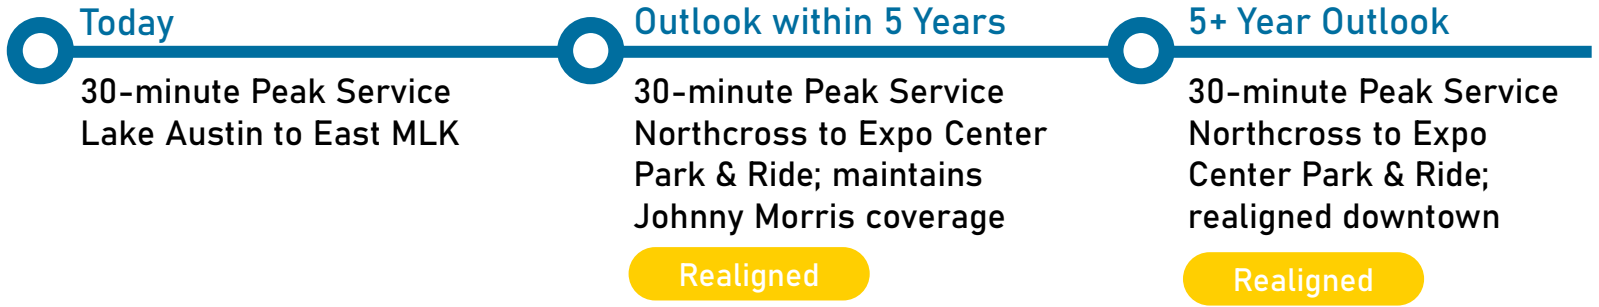 Today
30-minute Peak Service
Lake Austin to East MLK
Outlook within 5 Years
30-minute Peak Service
Northcross to Expo Center
Park & Ride; maintains
Johnny Morris coverage
Realigned
5+ Year Outlook
30-minute Peak Service
Northcross to Expo
Center Park & Ride;
realigned downtown
Realigned